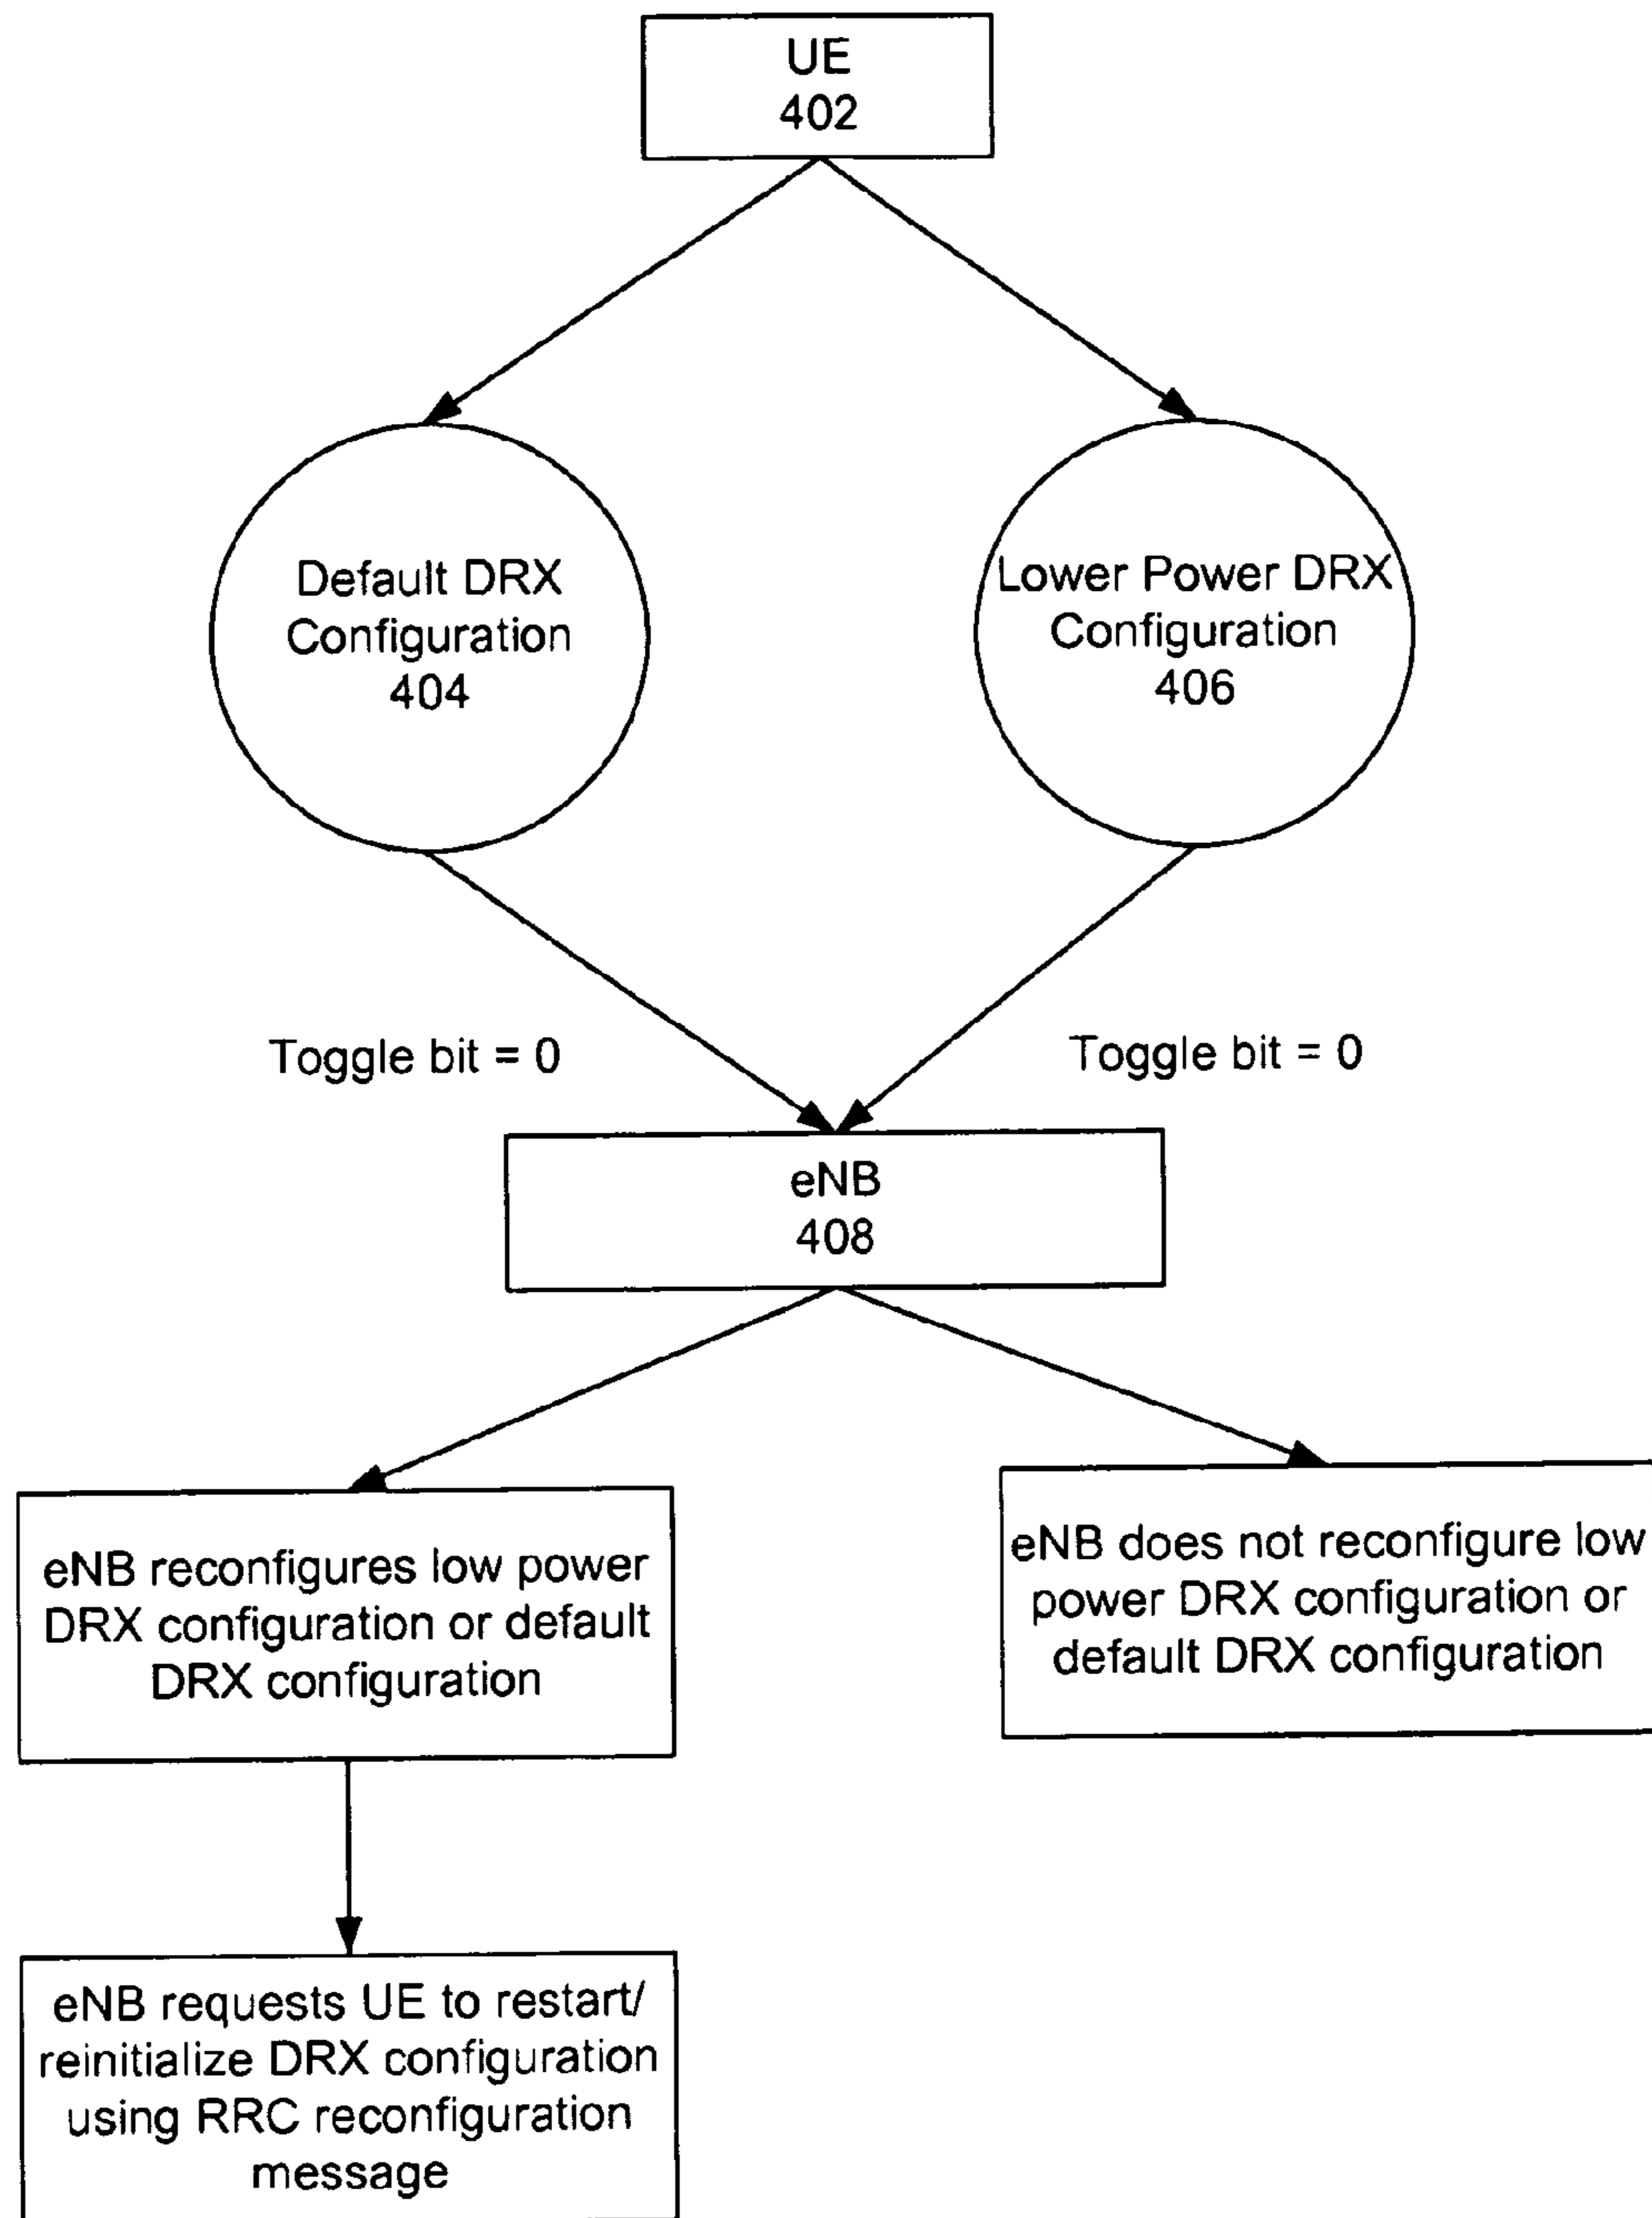 UE
402
Default DRX
Configuration
404
Lower Power DRX
Configuration
406
Toggle bit = 0
Toggle bit = 0
eNB
408
eNB reconfigures low power
DRX configuration or default
DRX configuration
eNB does not reconfigure low
power DRX configuration or
default DRX configuration
eNB requests UE to restart/
reinitialize DRX configuration
using RRC reconfiguration
message